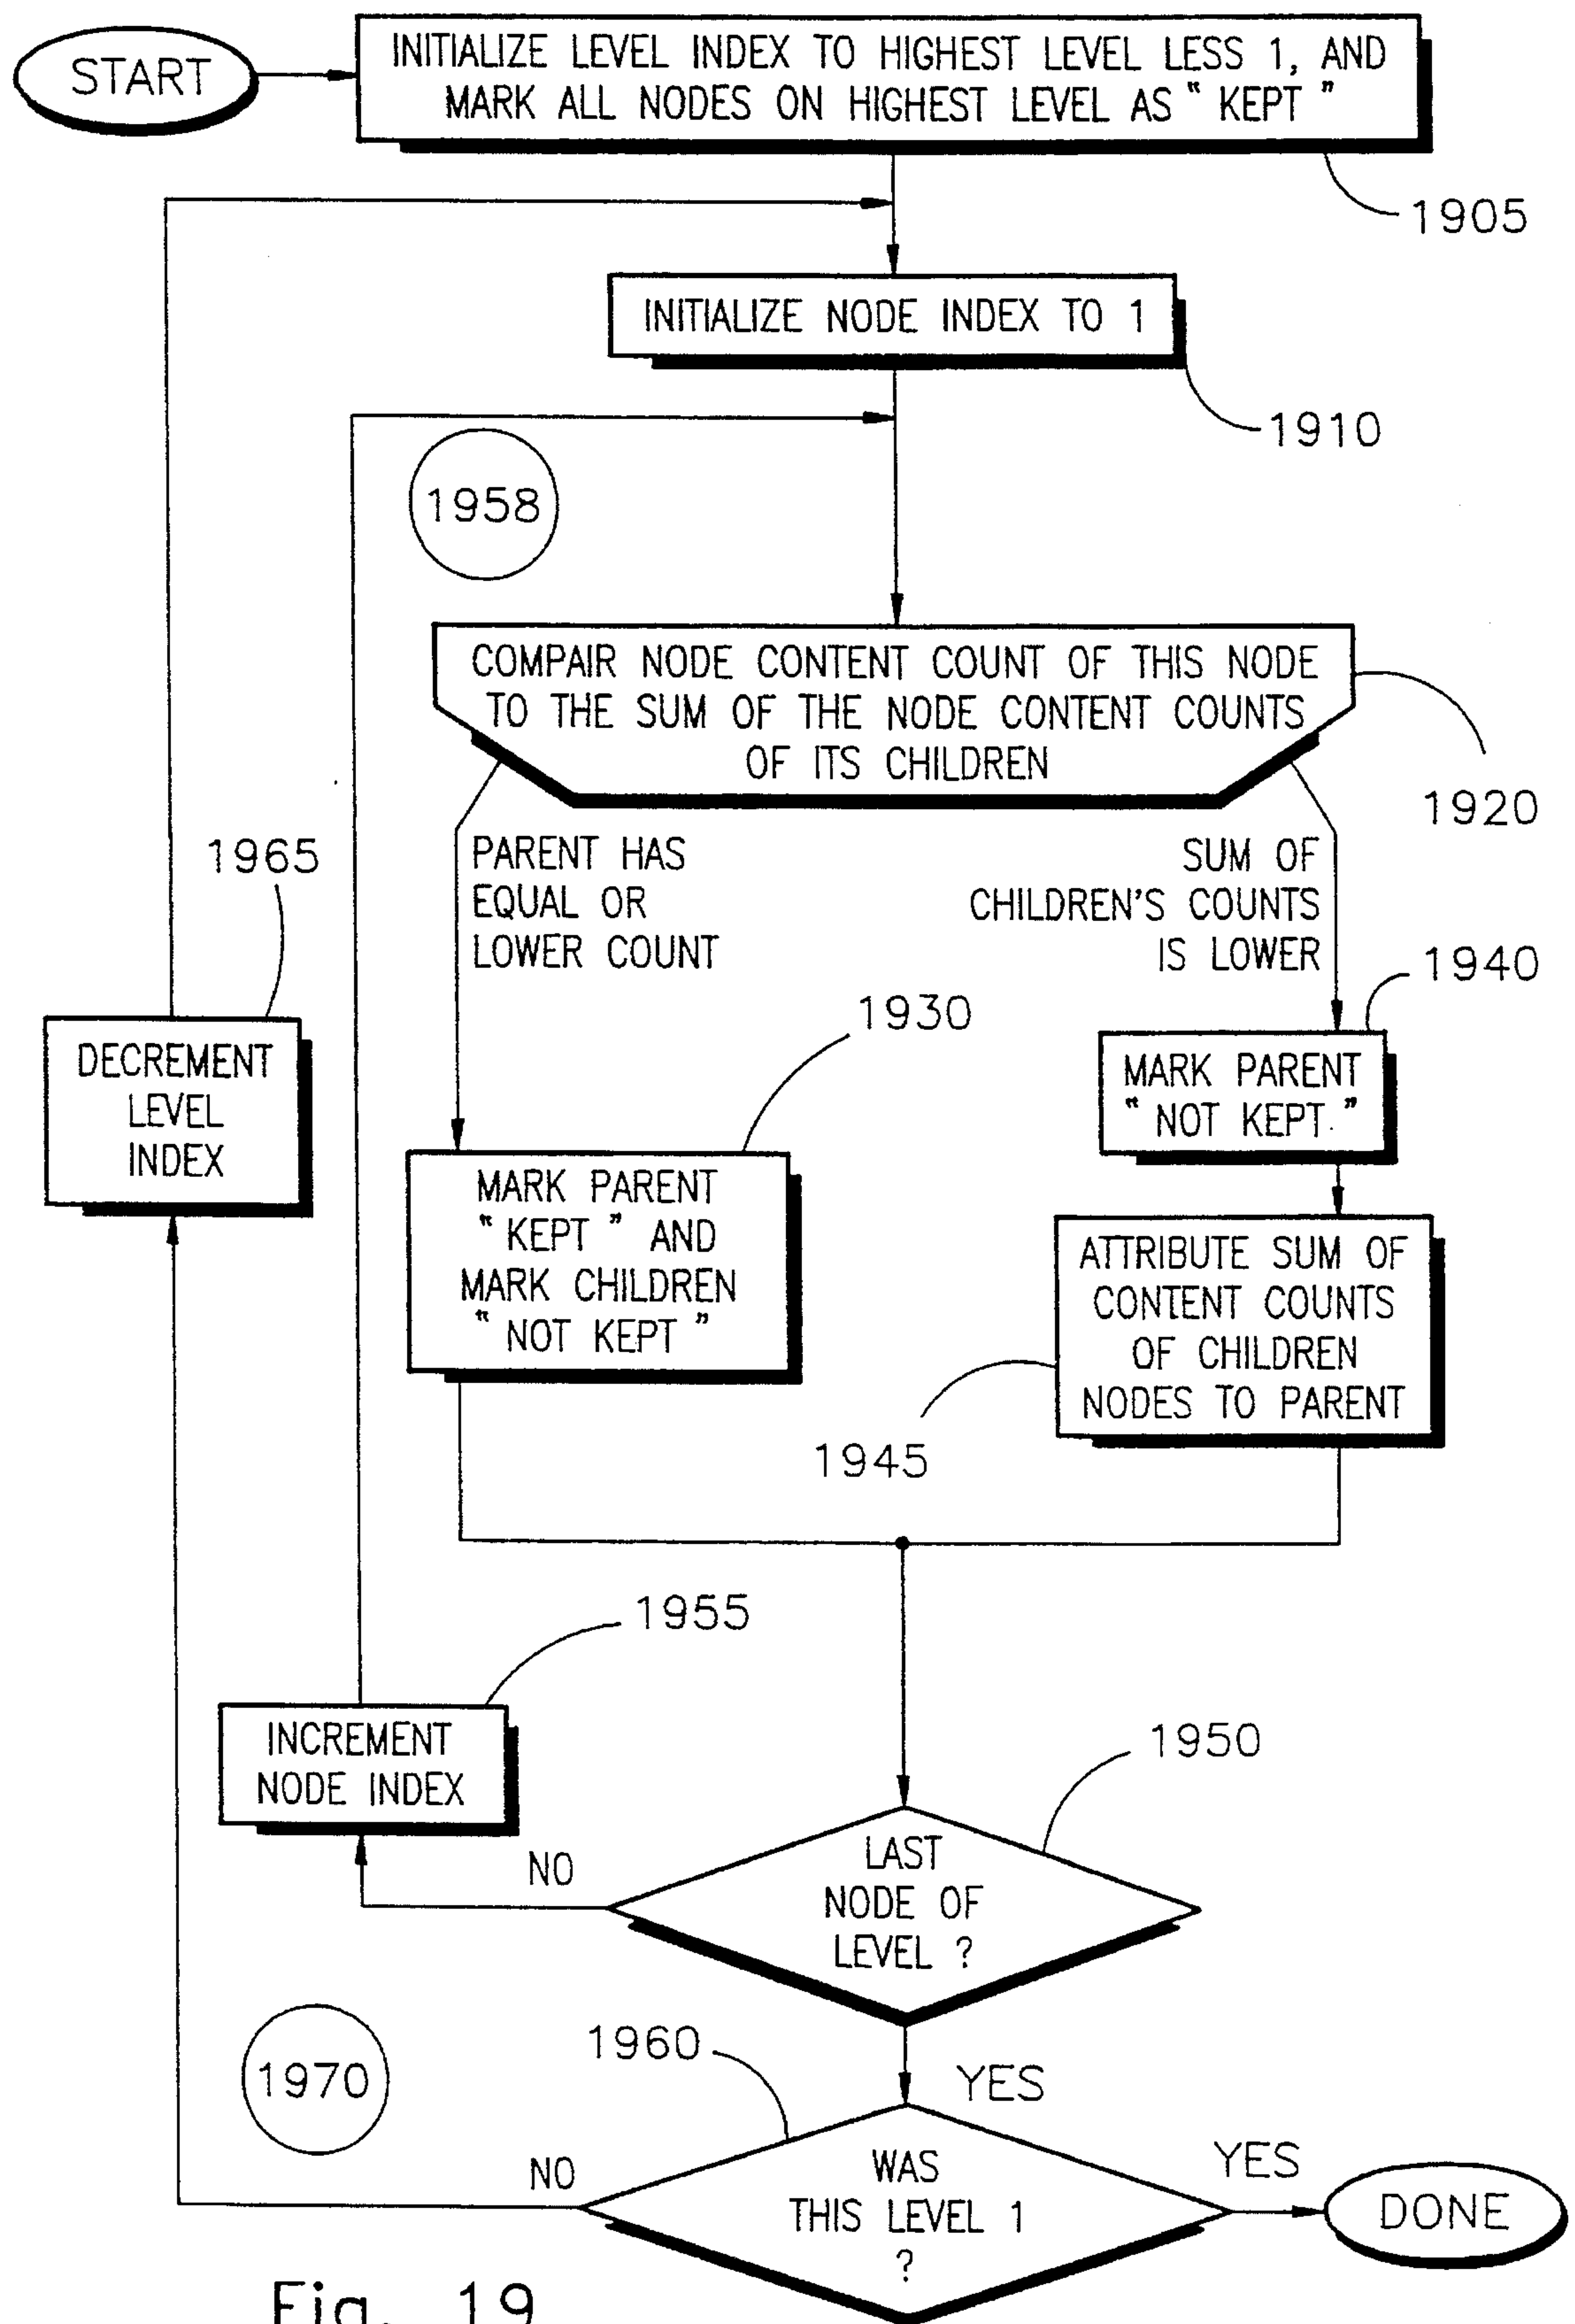 START
INITIALIZE LEVEL INDEX TO HIGHEST LEVEL LESS 1, AND
MARK ALL NODES ON HIGHEST LEVEL AS " KEPT "
1905
INITIALIZE NODE INDEX TO 1
1910
1958
COMPAIR NODE CONTENT COUNT OF THIS NODE
TO THE SUM OF THE NODE CONTENT COUNTS
OF ITS CHILDREN
1920
PARENT HAS
EQUAL OR
LOWER COUNT
SUM OF
CHILDREN'S COUNTS
IS LOWER
1965
DECREMENT
LEVEL
INDEX
1930
MARK PARENT
" KEPT " AND
MARK CHILDREN
" NOT KEPT "
1940
MARK PARENT
" NOT KEPT "
ATTRIBUTE SUM OF
CONTENT COUNTS
OF CHILDREN
NODES TO PARENT
1945
1955
INCREMENT
NODE INDEX
1950
LAST
NODE OF
LEVEL ?
NO
YES
1960
1970
WAS
THIS LEVEL 1
?
NO
YES
DONE
Fig. 19